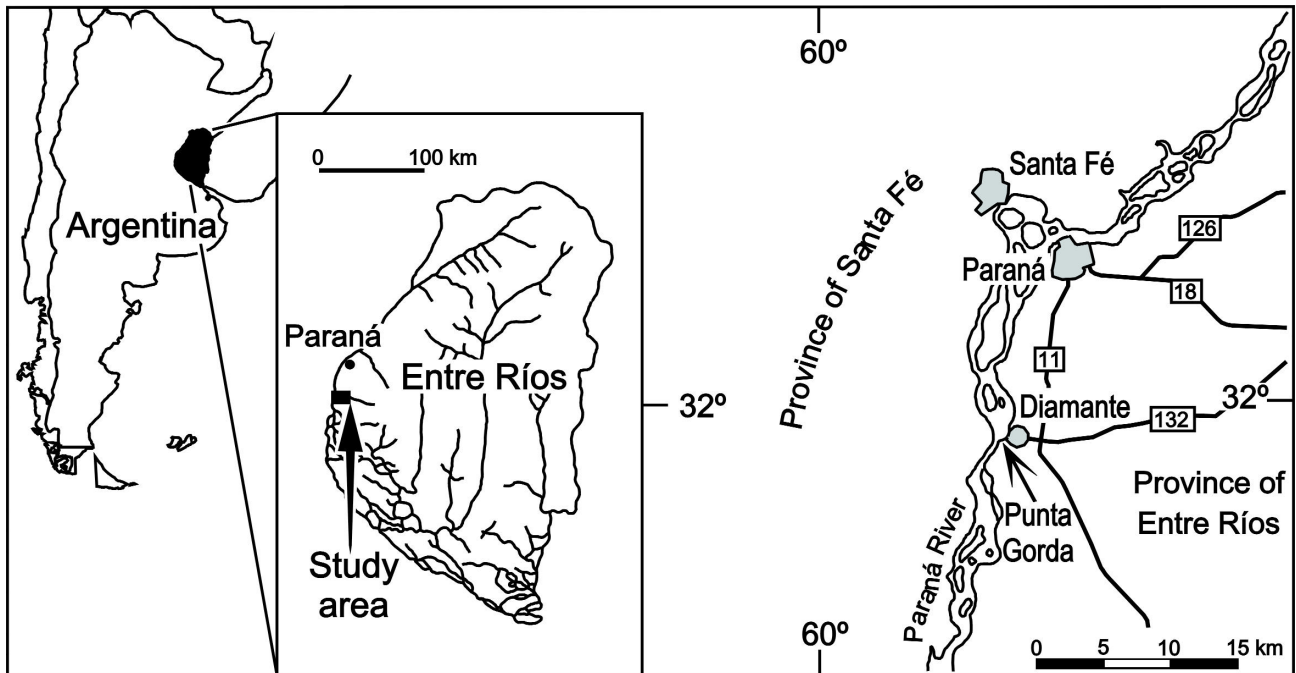 Argentina
0 100 km
Paraná
Entre Ríos
Study
area
60º
Santa Fé
Province of Santa Fé
126
Paraná
18
11
32º
Diamante
32º
132
Punta
Gorda
Province of
Entre Ríos
Paraná River
60º
0 5 10 15 km